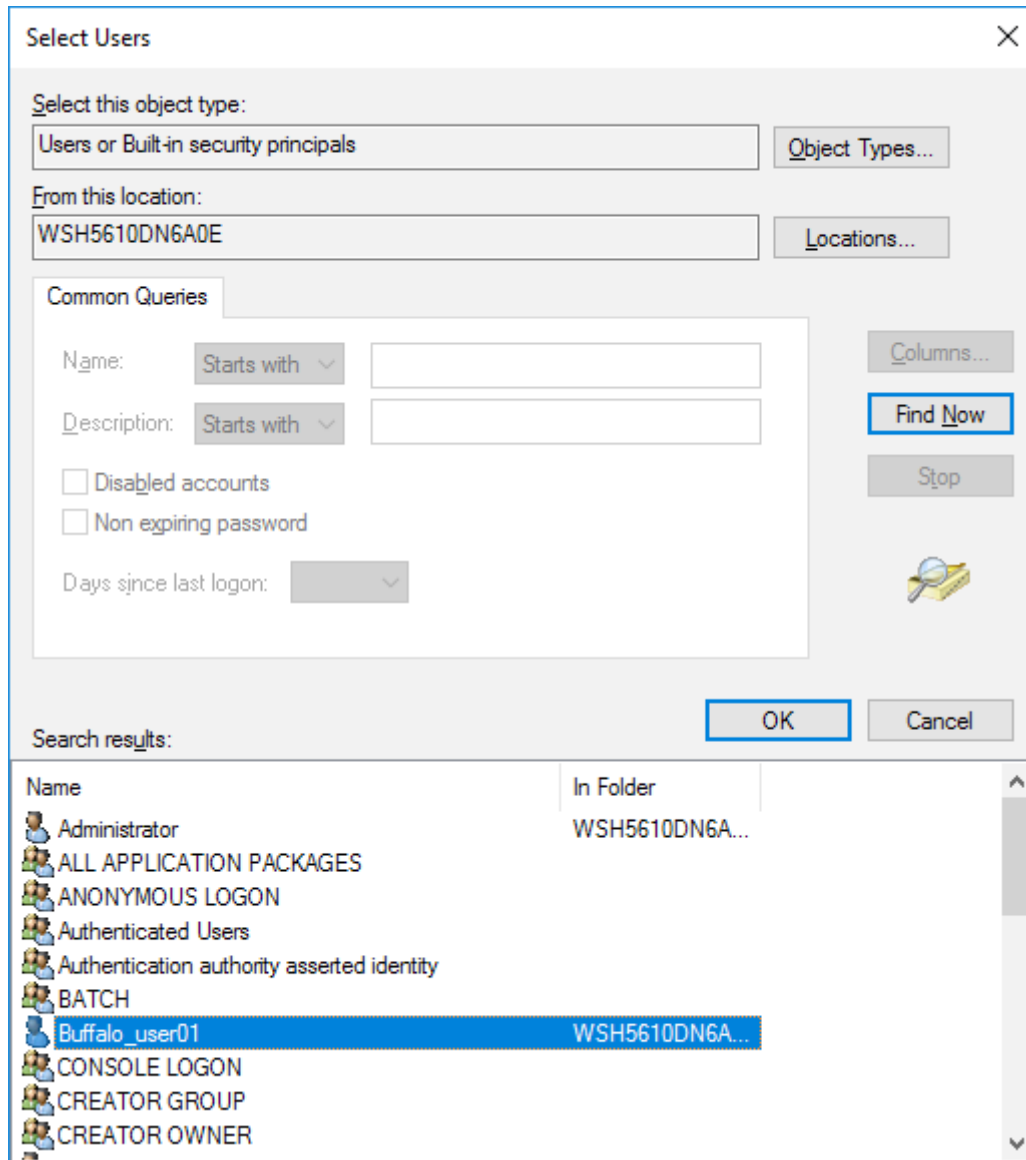 Select Users
Select this object type:
Users or Built-in security principals
Object Types...
From this location:
WSH5610DN6A0E
Locations...
Common Queries
Name:
Starts with
Columns...
Description:
Starts with
Find Now
Disabled accounts
Stop
Non expiring password
Days since last logon:
OK
Cancel
Search results:
Name In Folder
Administrator WSH5610DN6A...
ALL APPLICATION PACKAGES
ANONYMOUS LOGON
Authenticated Users
Authentication authority asserted identity
BATCH
Buffalo_user01 WSH5610DN6A...
CONSOLE LOGON
CREATOR GROUP
CREATOR OWNER